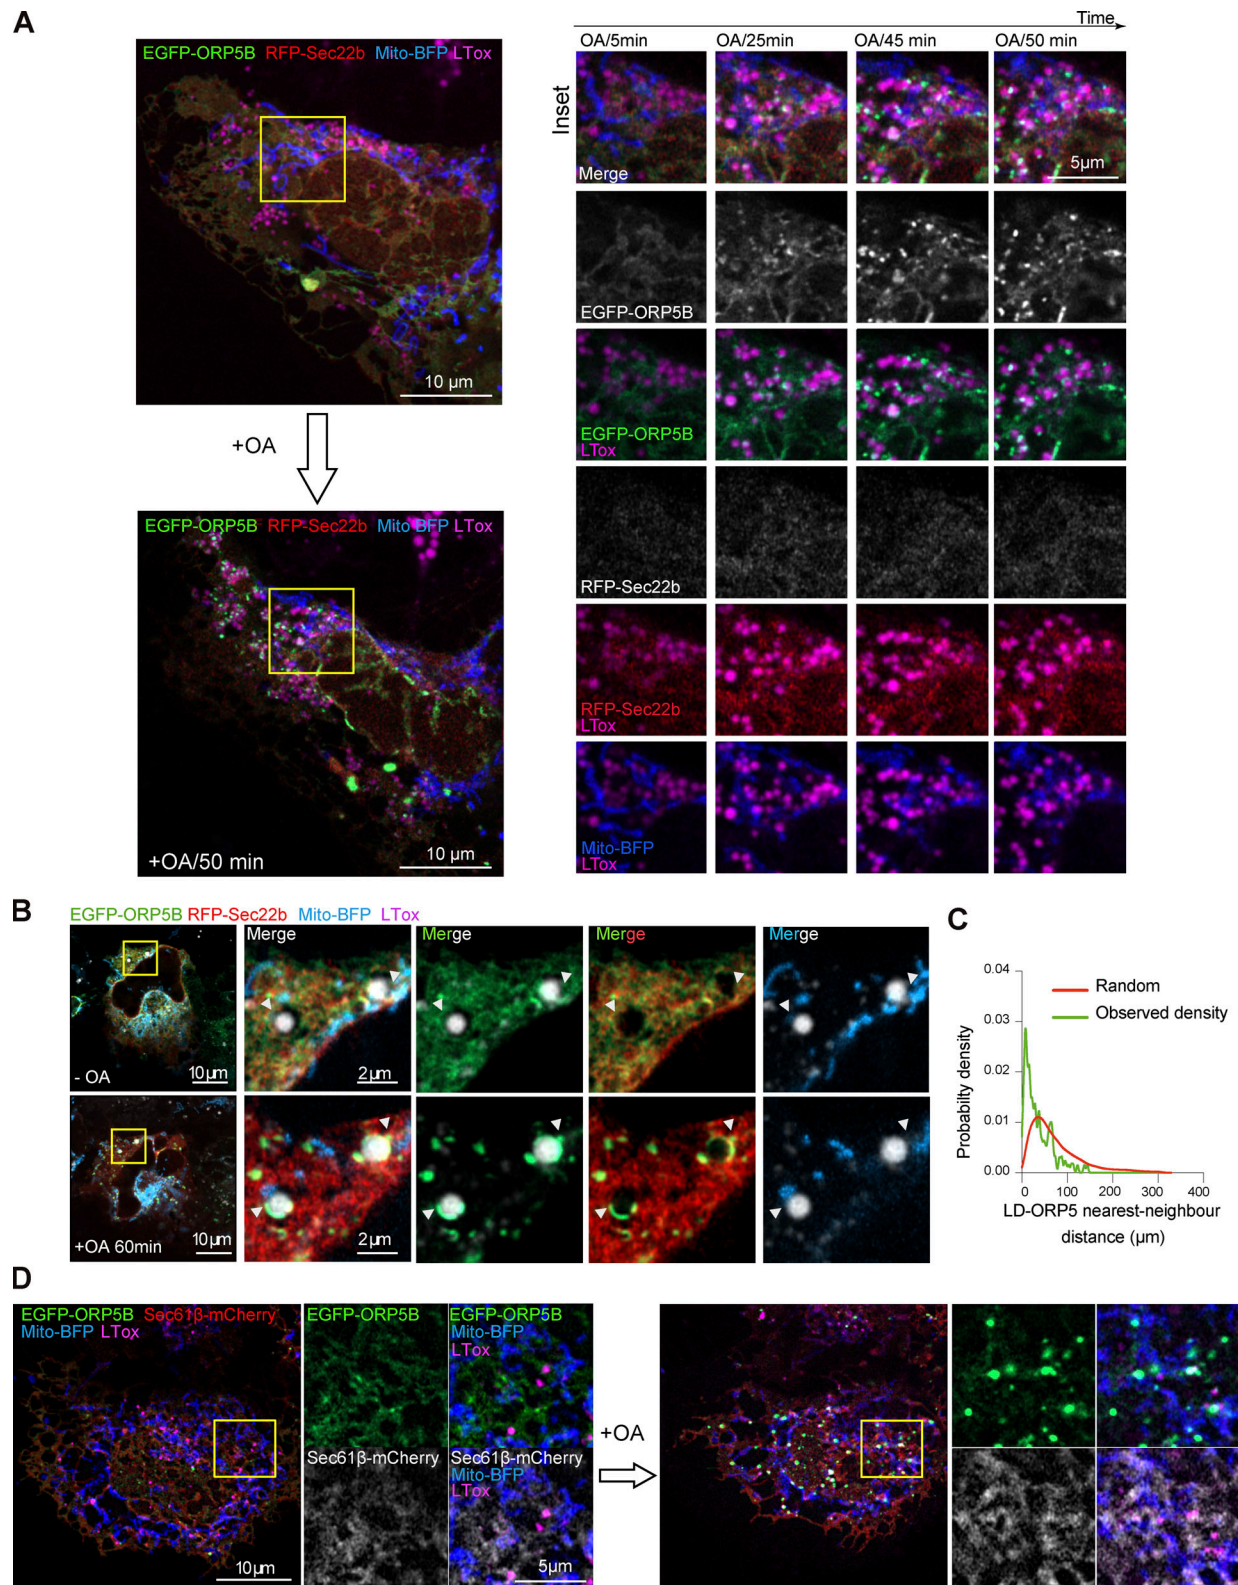 A
EGFP-ORP5B RFP-Sec22b Mito-BFP LTox
10 µm
+OA
EGFP-ORP5B RFP-Sec22b Mito-BFP LTox
+OA/50 min
10 µm
Time
OA/5min OA/25min OA/45 min OA/50 min
Inset
Merge
5µm
EGFP-ORP5B
EGFP-ORP5B
LTox
RFP-Sec22b
RFP-Sec22b
LTox
Mito-BFP
LTox
B
EGFP-ORP5B RFP-Sec22b Mito-BFP LTox
Merge Merge Merge Merge
- OA
10µm
2µm
+OA 60min
10µm
2µm
C
0.04
0.03
0.02
0.01
0.00
Probabilty density
Random
Observed density
0 100 200 300 400
LD-ORP5 nearest-neighbour
distance (µm)
D
EGFP-ORP5B Sec61β-mCherry
Mito-BFP LTox
10µm
EGFP-ORP5B
EGFP-ORP5B
Mito-BFP
LTox
Sec61β-mCherry
Sec61β-mCherry
Mito-BFP
LTox
5µm
+OA